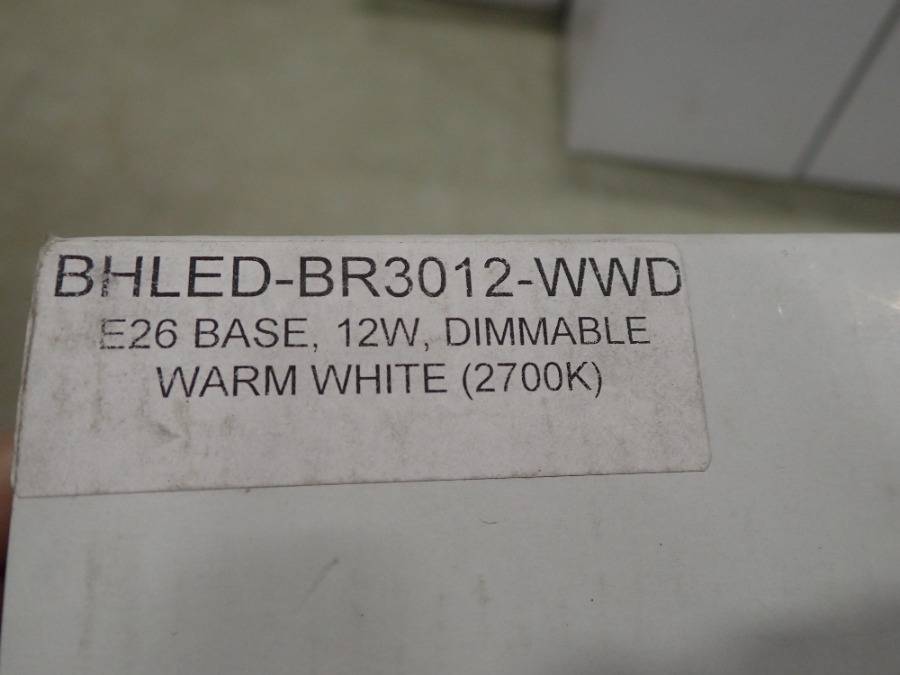 BHLED-BR3012-WWD
E26 BASE, 12W, DIMMABLE
WARM WHITE (2700K)